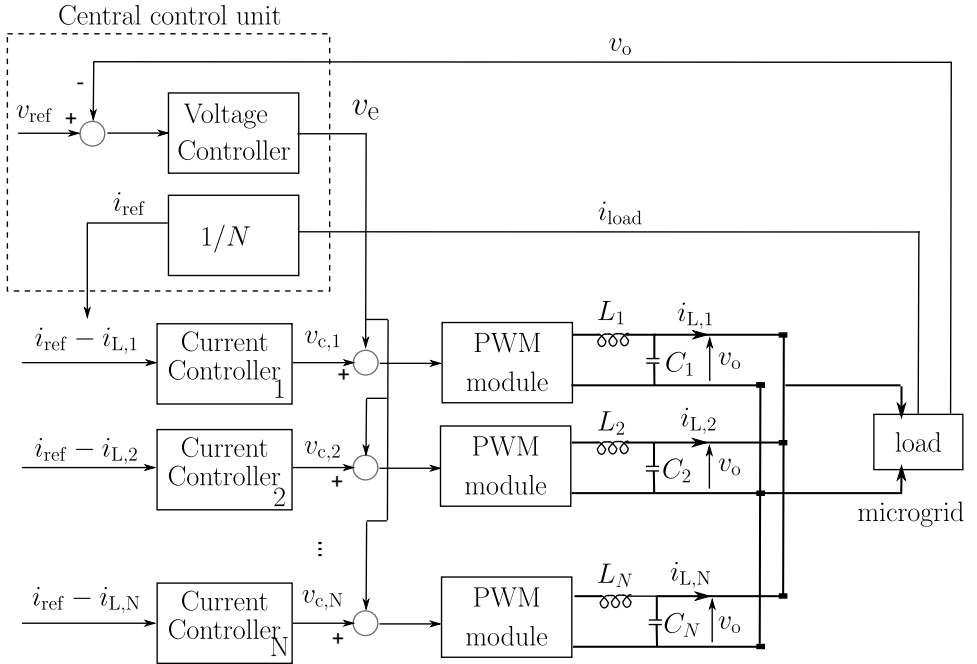 Central control unit
v_o
-
v_ref
+
Voltage
Controller
v_e
i_ref
1/N
i_load
i_ref − i_L,1
Current
Controller
1
v_c,1
+
PWM
module
L_1
i_L,1
C_1
v_o
i_ref − i_L,2
Current
Controller
2
v_c,2
+
PWM
module
L_2
i_L,2
C_2
v_o
load
microgrid
...
i_ref − i_L,N
Current
Controller
N
v_c,N
+
PWM
module
L_N
i_L,N
C_N
v_o